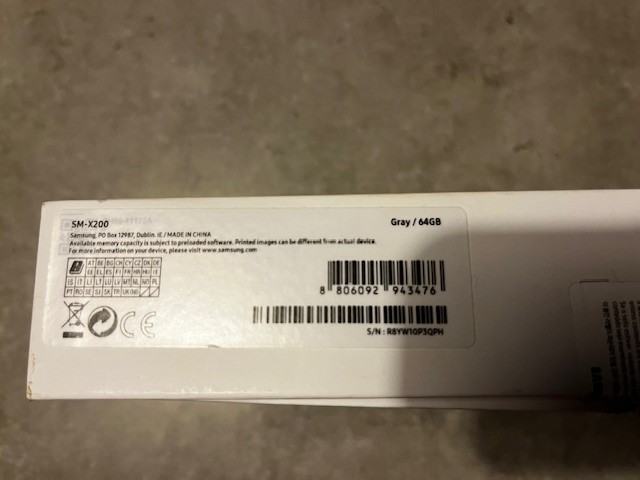 SM-X200
Gray / 64GB
Samsung, PO Box 12987, Dublin. IE / MADE IN CHINA
Available memory capacity is subject to preloaded software. Printed images can be different from actual device.
For more information on your device, please visit www.samsung.com
AT BE BG CH CY CZ DK DE
EE EL ES FI FR HR HU IE
IS IT LI LT LU LV MT NL NO PL
PT RO SE SI SK TR UK(NI)
8 806092 943476
CE
S/N : R8YW10P3QPH